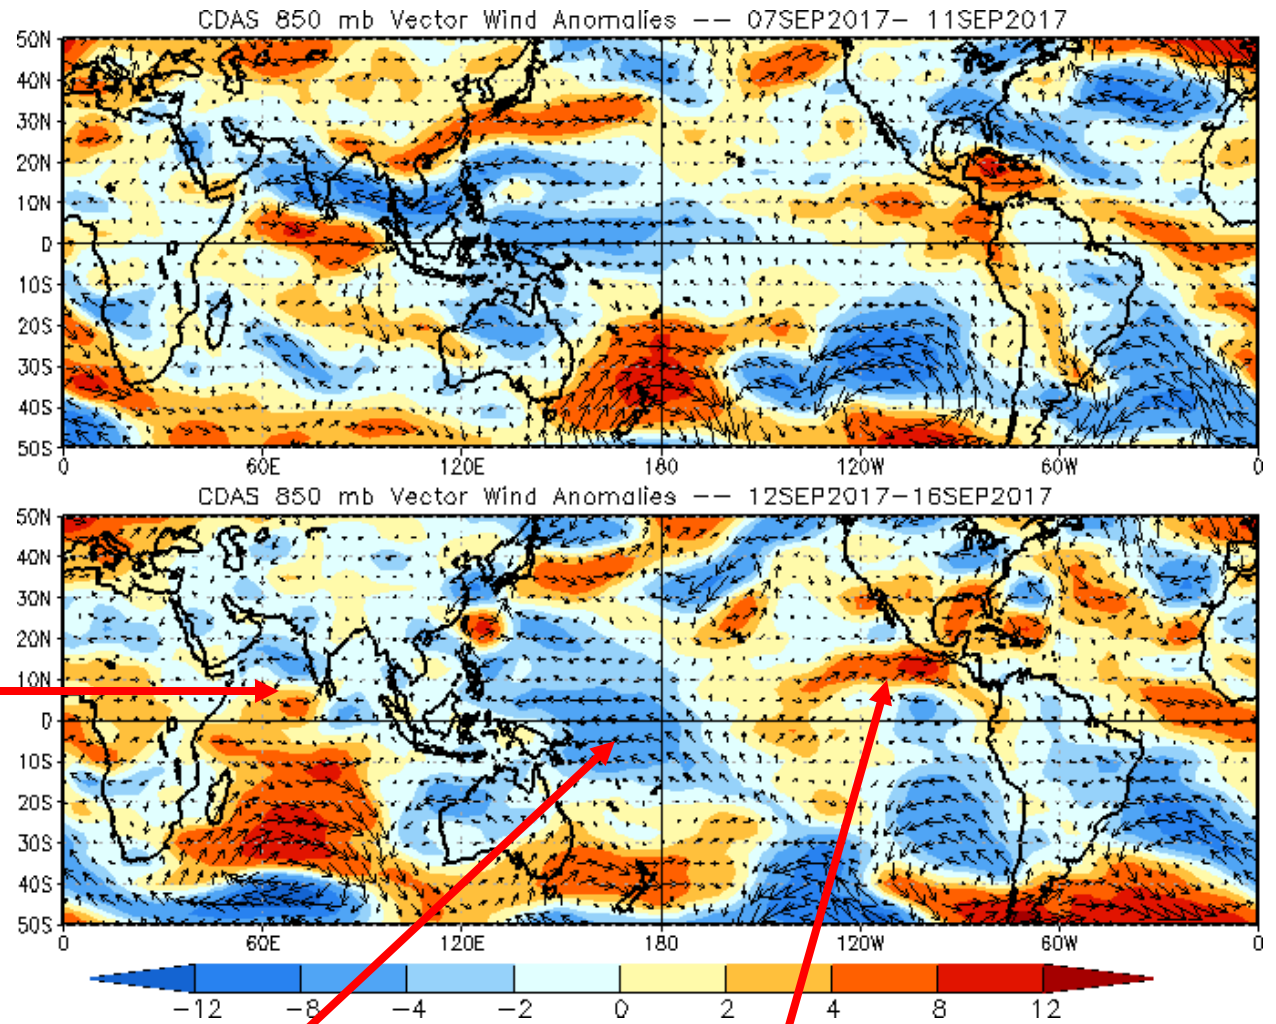 CDAS 850 mb Vector Wind Anomalies -- 07SEP2017- 11SEP2017
50N
40N
30N
20N
10N
0
10S
20S
30S
40S
50S
0 60E 120E 180 120W 60W 0
CDAS 850 mb Vector Wind Anomalies -- 12SEP2017-16SEP2017
50N
40N
30N
20N
10N
0
10S
20S
30S
40S
50S
0 60E 120E 180 120W 60W 0
-12 -8 -4 -2 0 2 4 8 12